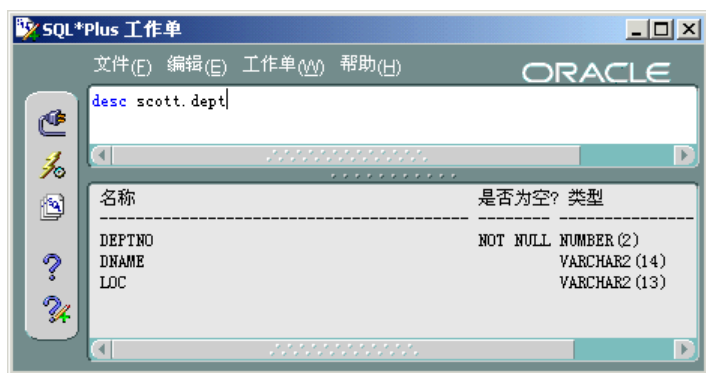 SQL*Plus 工作单
文件(F) 编辑(E) 工作单(W) 帮助(H) ORACLE
desc scott.dept
名称 是否为空? 类型
----------------------------------------- -------- ----------------
DEPTNO NOT NULL NUMBER(2)
DNAME VARCHAR2(14)
LOC VARCHAR2(13)